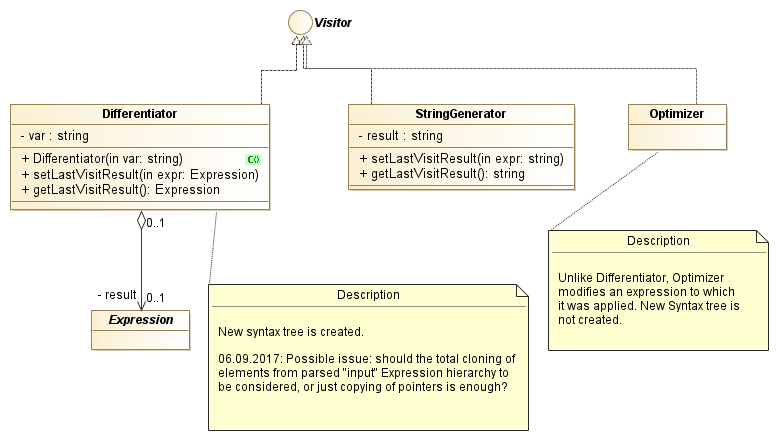 Visitor
Differentiator
- var : string
+ Differentiator(in var: string) C()
+ setLastVisitResult(in expr: Expression)
+ getLastVisitResult(): Expression
StringGenerator
- result : string
+ setLastVisitResult(in expr: string)
+ getLastVisitResult(): string
Optimizer
0..1
- result
0..1
Expression
Description
New syntax tree is created.
06.09.2017: Possible issue: should the total cloning of
elements from parsed "input" Expression hierarchy to
be considered, or just copying of pointers is enough?
Description
Unlike Differentiator, Optimizer
modifies an expression to which
it was applied. New Syntax tree is
not created.